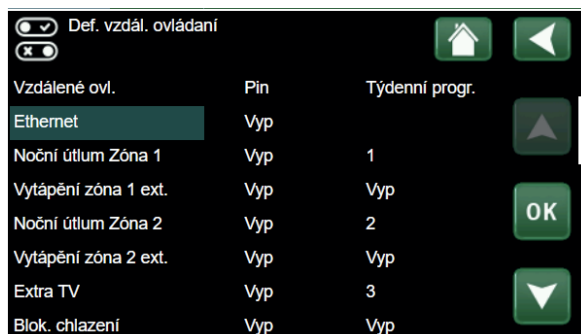 Def. vzdál. ovládaní
Vzdálené ovl. Pin Týdenní progr.
Ethernet Vyp
Noční útlum Zóna 1 Vyp 1
Vytápění zóna 1 ext. Vyp Vyp
Noční útlum Zóna 2 Vyp 2
Vytápění zóna 2 ext. Vyp Vyp
OK
Extra TV Vyp 3
Blok. chlazení Vyp Vyp